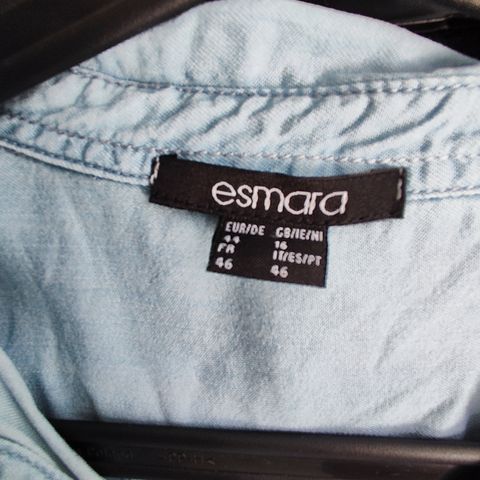 esmara
EUR/DE GB/IE/NI
44 16
FR IT/ES/PT
46 46